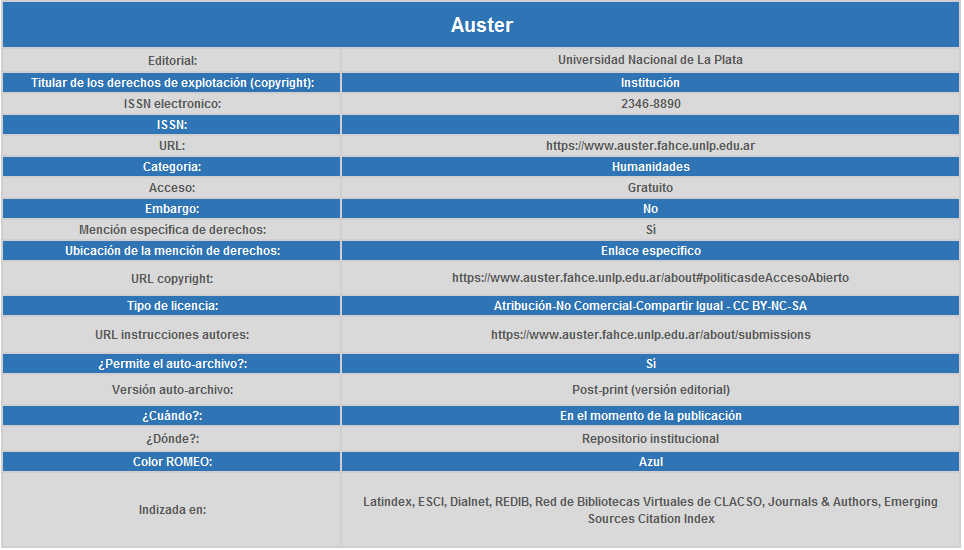 Auster
Editorial: Universidad Nacional de La Plata
Titular de los derechos de explotación (copyright): Institución
ISSN electronico: 2346-8890
ISSN:
URL: https://www.auster.fahce.unlp.edu.ar
Categoria: Humanidades
Acceso: Gratuito
Embargo: No
Mención especifica de derechos: Sí
Ubicación de la mención de derechos: Enlace especifico
URL copyright: https://www.auster.fahce.unlp.edu.ar/about#politicasdeAccesoAbierto
Tipo de licencia: Atribución-No Comercial-Compartir Igual - CC BY-NC-SA
URL instrucciones autores: https://www.auster.fahce.unlp.edu.ar/about/submissions
¿Permite el auto-archivo?: Sí
Versión auto-archivo: Post-print (versión editorial)
¿Cuándo?: En el momento de la publicación
¿Dónde?: Repositorio institucional
Color ROMEO: Azul
Indizada en: Latindex, ESCI, Dialnet, REDIB, Red de Bibliotecas Virtuales de CLACSO, Journals & Authors, Emerging
Sources Citation Index